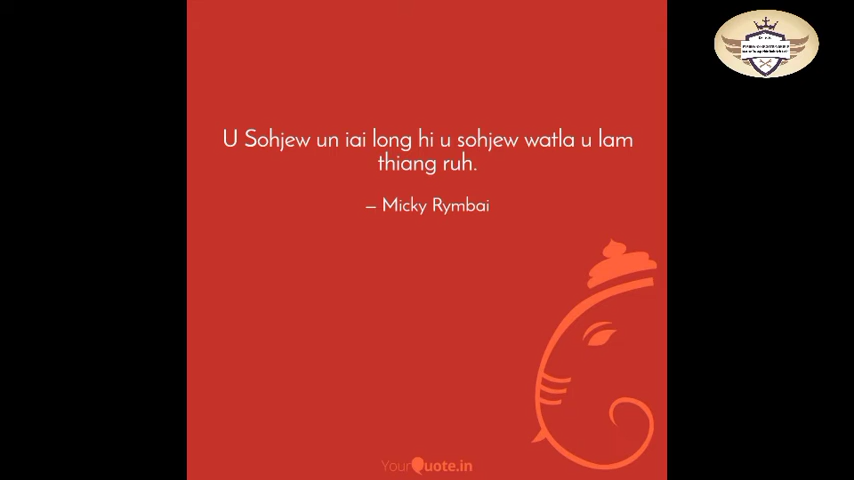 U Sohjew un iai long hi u sohjew watla u lam
thiang ruh.
– Micky Rymbai
YourQuote.in